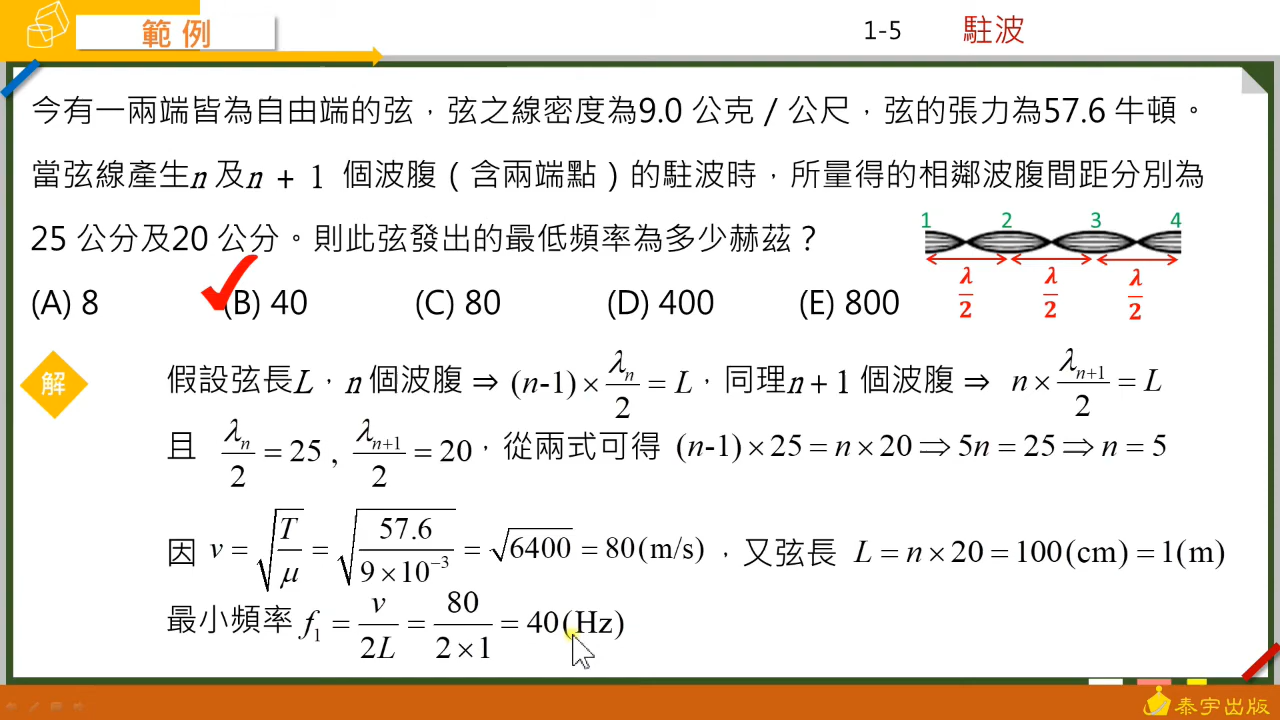 範例
1-5 駐波
今有一兩端皆為自由端的弦，弦之線密度為9.0 公克 / 公尺，弦的張力為57.6 牛頓。
當弦線產生n 及n + 1 個波腹（含兩端點）的駐波時，所量得的相鄰波腹間距分別為
25 公分及20 公分。則此弦發出的最低頻率為多少赫茲？
1 2 3 4
λ/2 λ/2 λ/2
(A) 8 (B) 40 (C) 80 (D) 400 (E) 800
解
假設弦長L，n 個波腹 ⇒ (n-1) × λₙ/2 = L，同理n + 1 個波腹 ⇒ n × λₙ₊₁/2 = L
且 λₙ/2 = 25 , λₙ₊₁/2 = 20，從兩式可得 (n-1) × 25 = n × 20 ⇒ 5n = 25 ⇒ n = 5
因 v = √(T/μ) = √(57.6/(9 × 10⁻³)) = √6400 = 80(m/s)，又弦長 L = n × 20 = 100(cm) = 1(m)
最小頻率 f₁ = v/2L = 80/(2 × 1) = 40(Hz)
泰宇出版